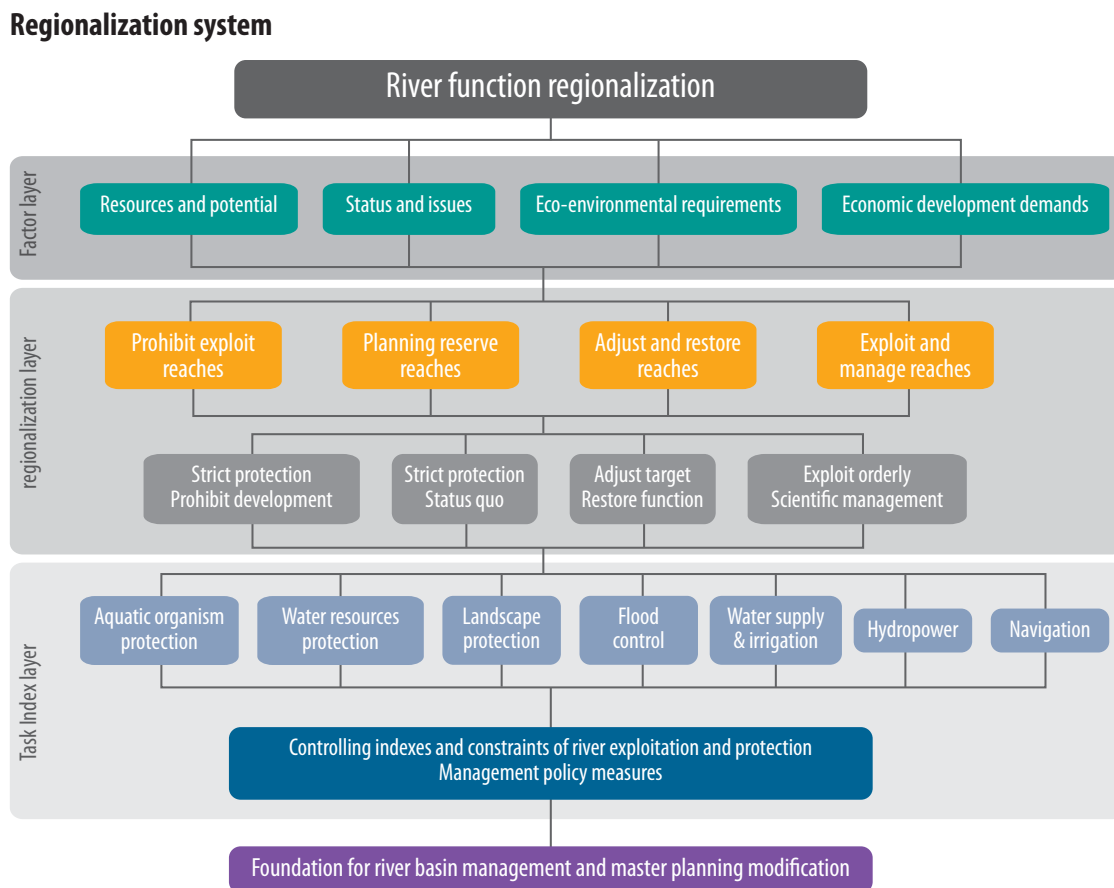 Regionalization system
River function regionalization
Factor layer
Resources and potential
Status and issues
Eco-environmental requirements
Economic development demands
regionalization layer
Prohibit exploit
reaches
Planning reserve
reaches
Adjust and restore
reaches
Exploit and
manage reaches
Strict protection
Prohibit development
Strict protection
Status quo
Adjust target
Restore function
Exploit orderly
Scientific management
Task Index layer
Aquatic organism
protection
Water resources
protection
Landscape
protection
Flood
control
Water supply
& irrigation
Hydropower
Navigation
Controlling indexes and constraints of river exploitation and protection
Management policy measures
Foundation for river basin management and master planning modification